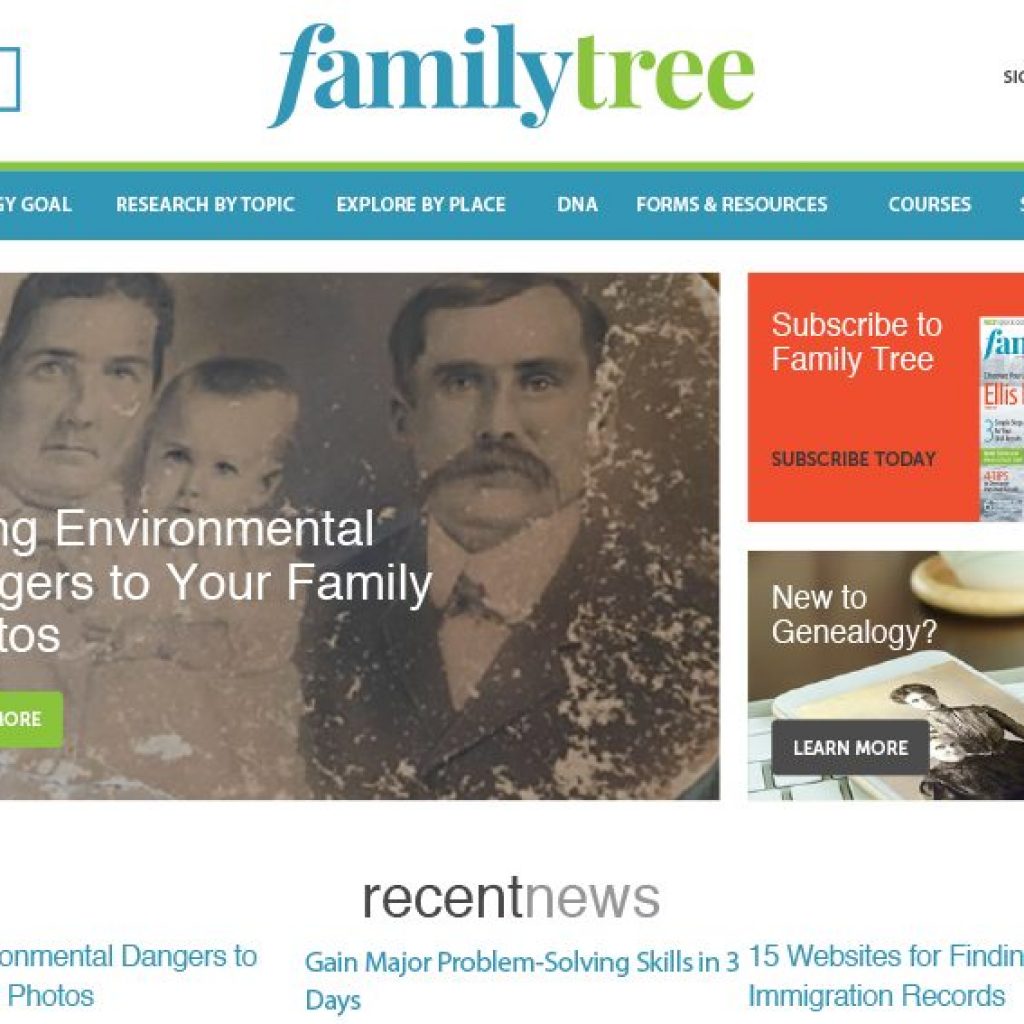 familytree
SIG
GY GOAL
RESEARCH BY TOPIC
EXPLORE BY PLACE
DNA
FORMS & RESOURCES
COURSES
S
Subscribe to
Family Tree
SUBSCRIBE TODAY
fam
Ellis
3
ng Environmental
gers to Your Family
tos
MORE
New to
Genealogy?
LEARN MORE
recentnews
onmental Dangers to
Photos
Gain Major Problem-Solving Skills in 3
Days
15 Websites for Findin
Immigration Records